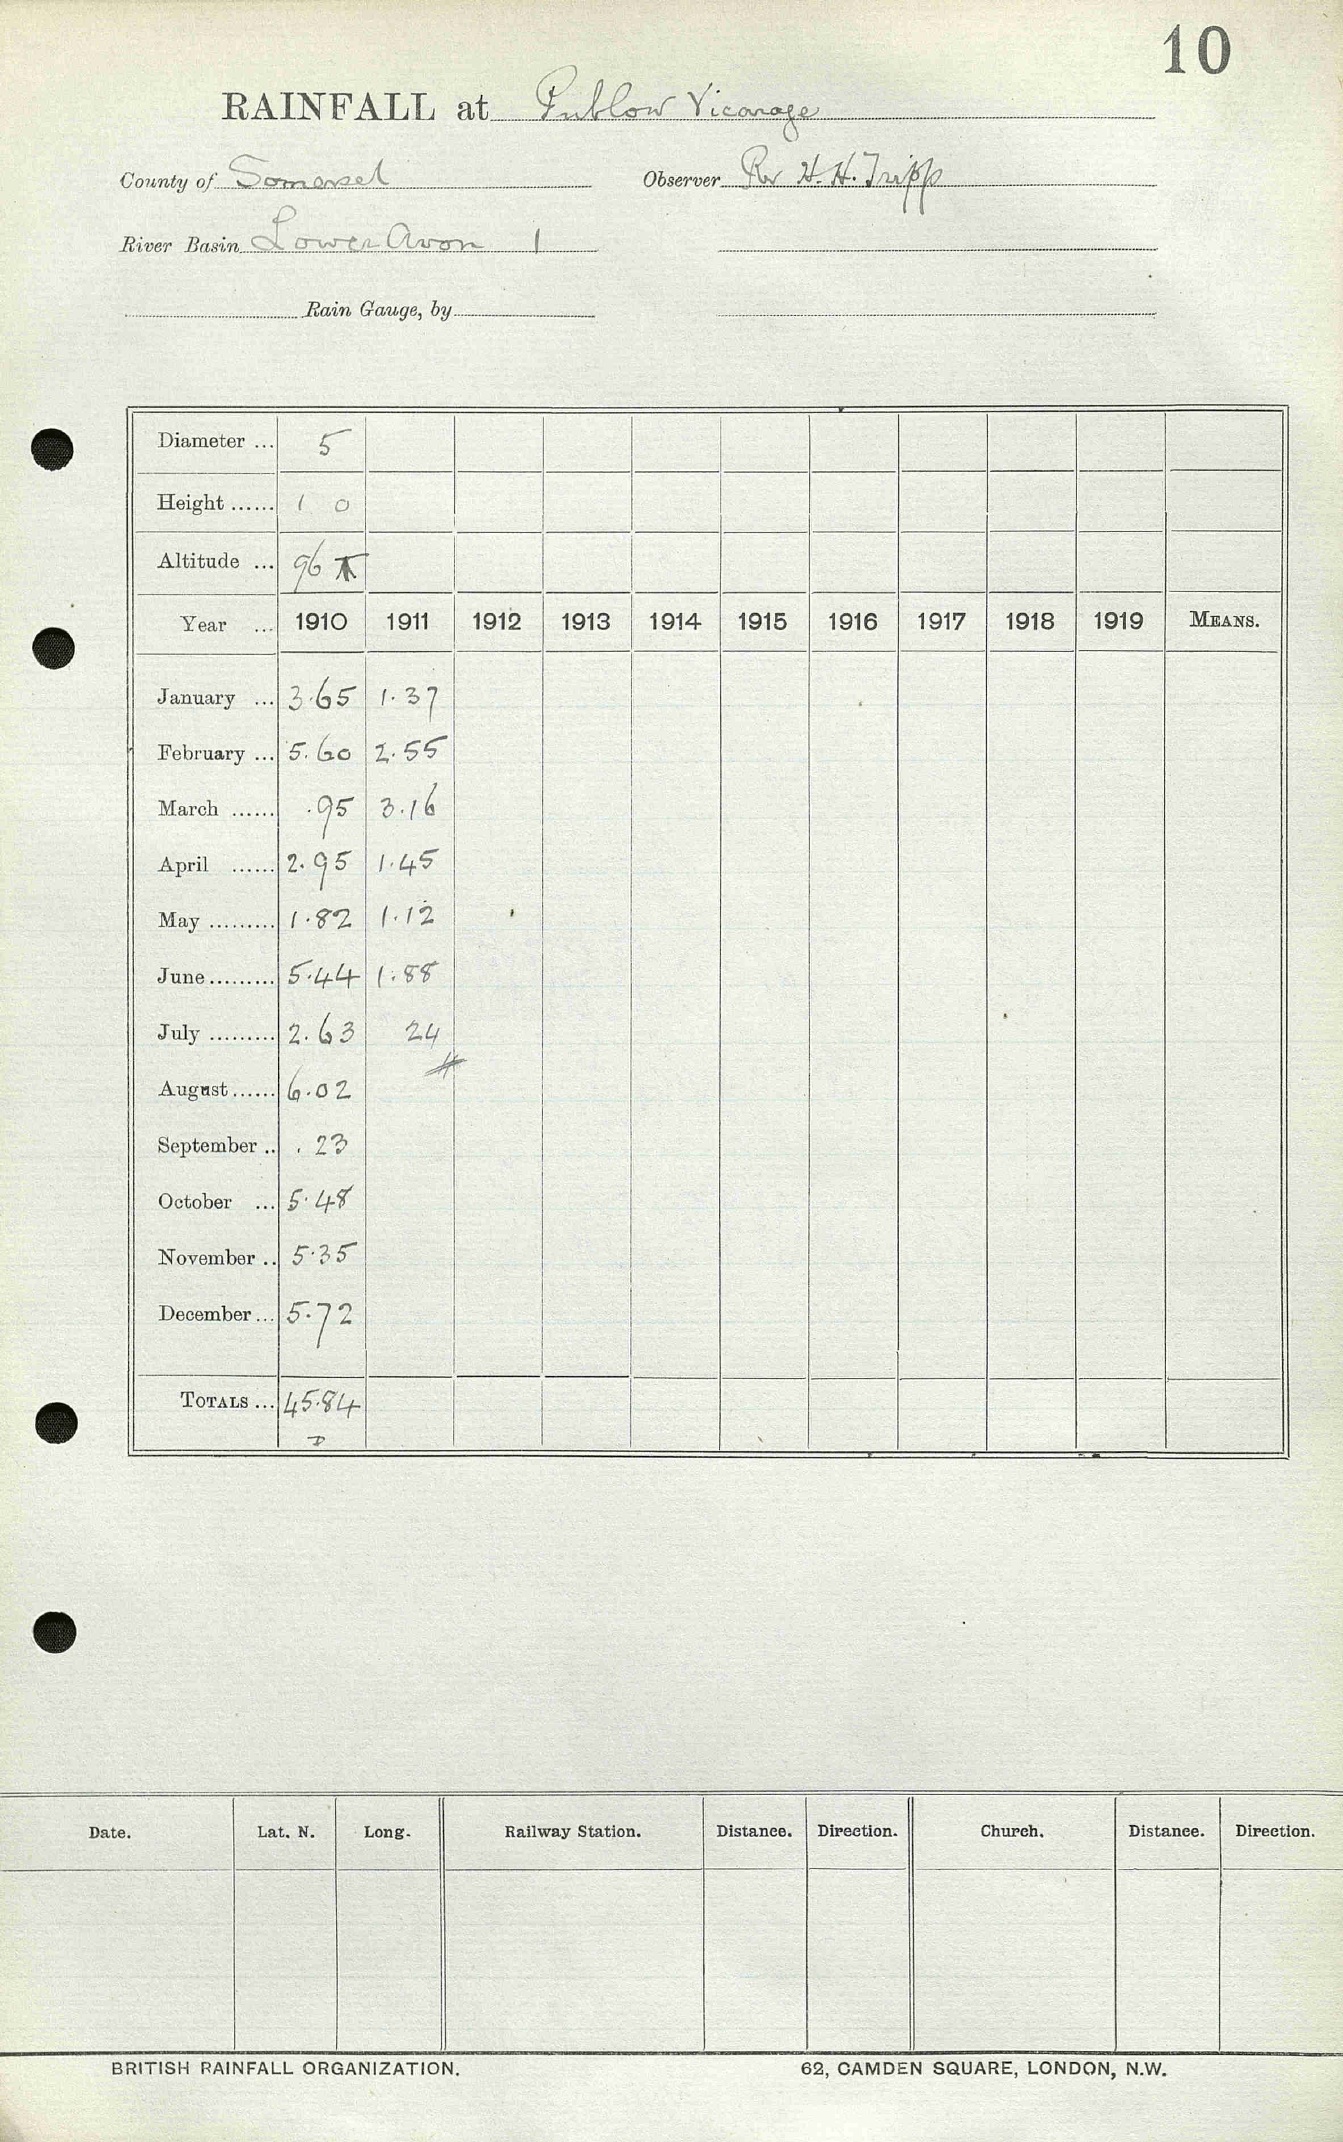 10
RAINFALL at Publow Vicarage
County of Somerset Observer Rev H. H. Tripp
River Basin Lower Avon 1
Rain Gauge, by
Diameter ... 5
Height ...... 1 0
Altitude ... 96
Year ... 1910 1911 1912 1913 1914 1915 1916 1917 1918 1919 MEANS.
January ... 3.65 1.37
February ... 5.60 2.55
March ...... .95 3.16
April ...... 2.95 1.45
May ......... 1.82 1.12
June ......... 5.44 1.88
July ......... 2.63 24
August ...... 6.02
September .. .23
October ... 5.48
November .. 5.35
December ... 5.72
TOTALS ... 45.84
D
Date. Lat. N. Long. Railway Station. Distance. Direction. Church. Distance. Direction.
BRITISH RAINFALL ORGANIZATION. 62, CAMDEN SQUARE, LONDON, N.W.